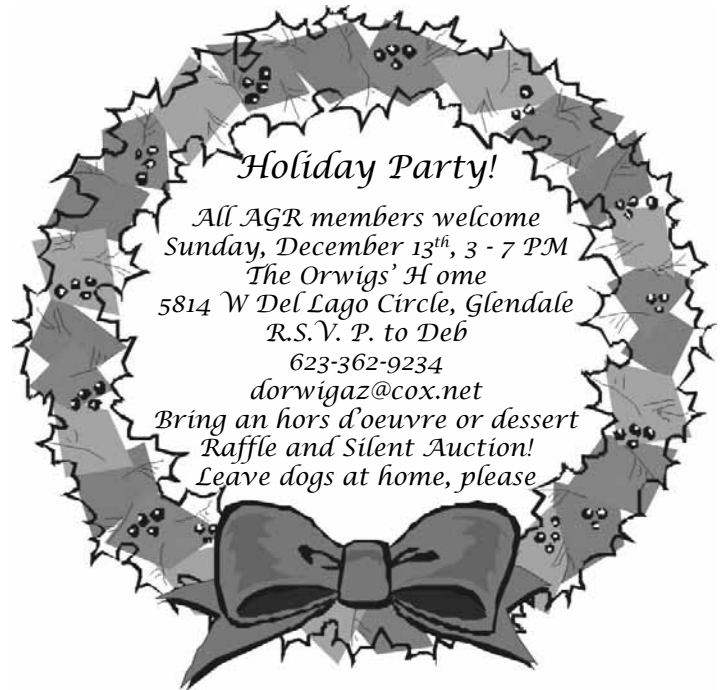 Holiday Party!
All AGR members welcome
Sunday, December 13th, 3 - 7 PM
The Orwigs' H ome
5814 W Del Lago Circle, Glendale
R.S.V. P. to Deb
623-362-9234
dorwigaz@cox.net
Bring an hors d'oeuvre or dessert
Raffle and Silent Auction!
Leave dogs at home, please